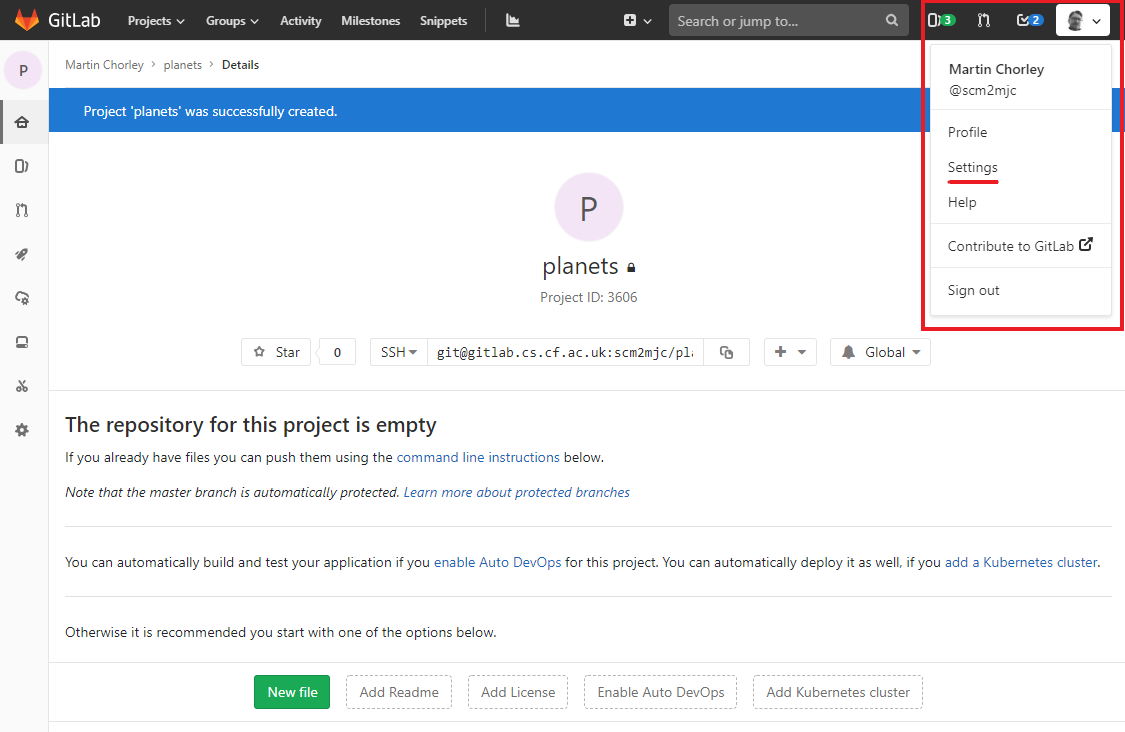 GitLab Projects Groups Activity Milestones Snippets Search or jump to... 3 2
Martin Chorley
@scm2mjc
Profile
Settings
Help
Contribute to GitLab
Sign out
P
Martin Chorley > planets > Details
Project 'planets' was successfully created.
P
planets
Project ID: 3606
Star 0 SSH git@gitlab.cs.cf.ac.uk:scm2mjc/pla Global
The repository for this project is empty
If you already have files you can push them using the command line instructions below.
Note that the master branch is automatically protected. Learn more about protected branches
You can automatically build and test your application if you enable Auto DevOps for this project. You can automatically deploy it as well, if you add a Kubernetes cluster.
Otherwise it is recommended you start with one of the options below.
New file Add Readme Add License Enable Auto DevOps Add Kubernetes cluster